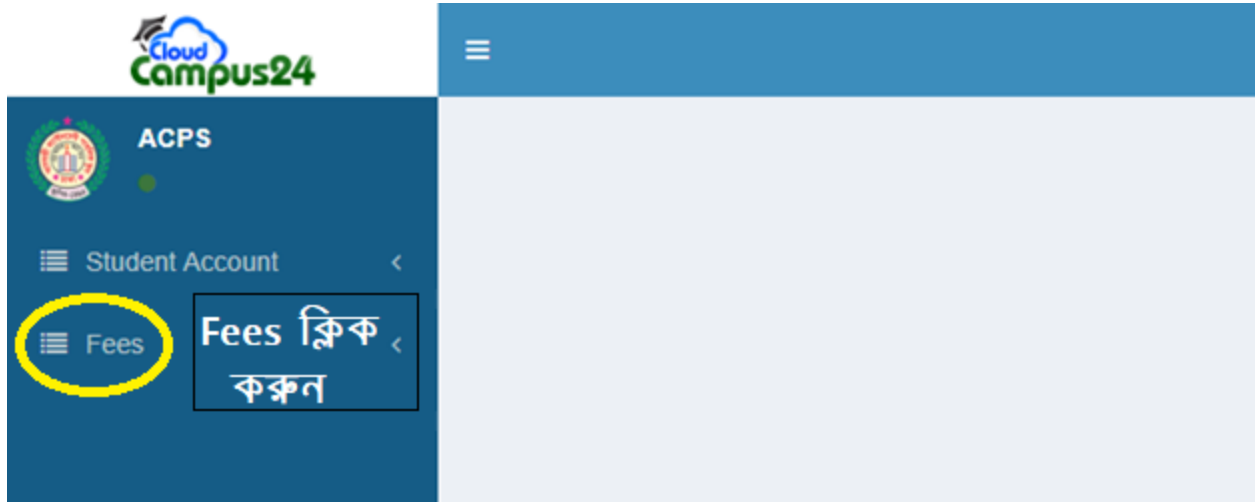 Cloud
Campus24
ACPS
Student Account
Fees
Fees ক্লিক
করুন